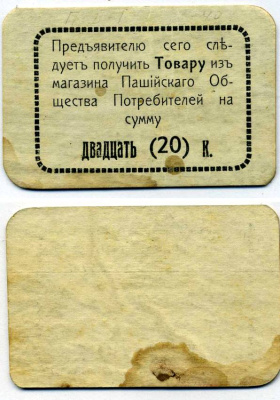 Предъявителю сего слѣ-
дуетъ получить Товару изъ
магазина Пашійскаго Об-
щества Потребителей на
сумму
двадцать (20) к.